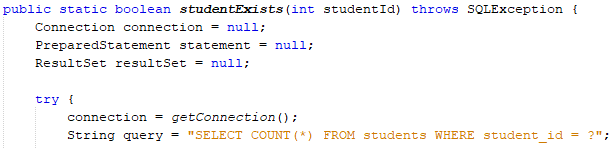 public static boolean studentExists(int studentId) throws SQLException {
    Connection connection = null;
    PreparedStatement statement = null;
    ResultSet resultSet = null;

    try {
        connection = getConnection();
        String query = "SELECT COUNT(*) FROM students WHERE student_id = ?";